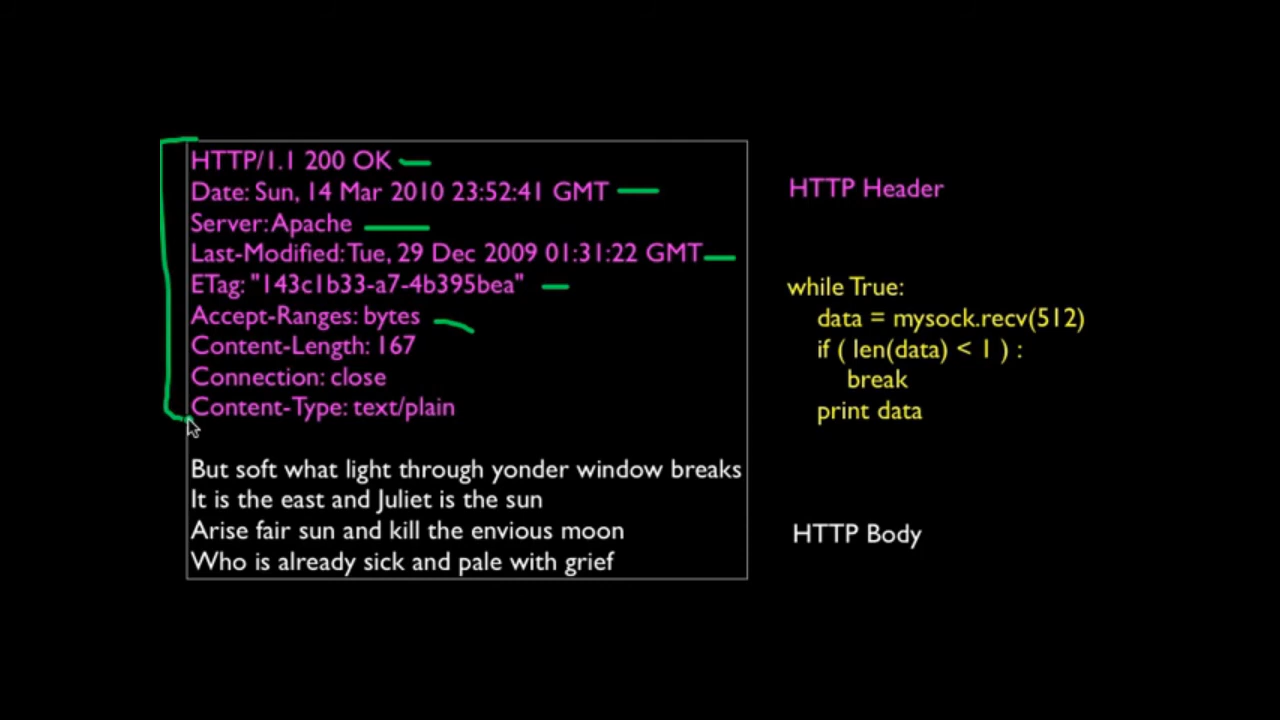 HTTP/1.1 200 OK
Date: Sun, 14 Mar 2010 23:52:41 GMT
Server: Apache
Last-Modified: Tue, 29 Dec 2009 01:31:22 GMT
ETag: "143c1b33-a7-4b395bea"
Accept-Ranges: bytes
Content-Length: 167
Connection: close
Content-Type: text/plain

But soft what light through yonder window breaks
It is the east and Juliet is the sun
Arise fair sun and kill the envious moon
Who is already sick and pale with grief
HTTP Header
while True:
    data = mysock.recv(512)
    if ( len(data) < 1 ) :
        break
    print data
HTTP Body